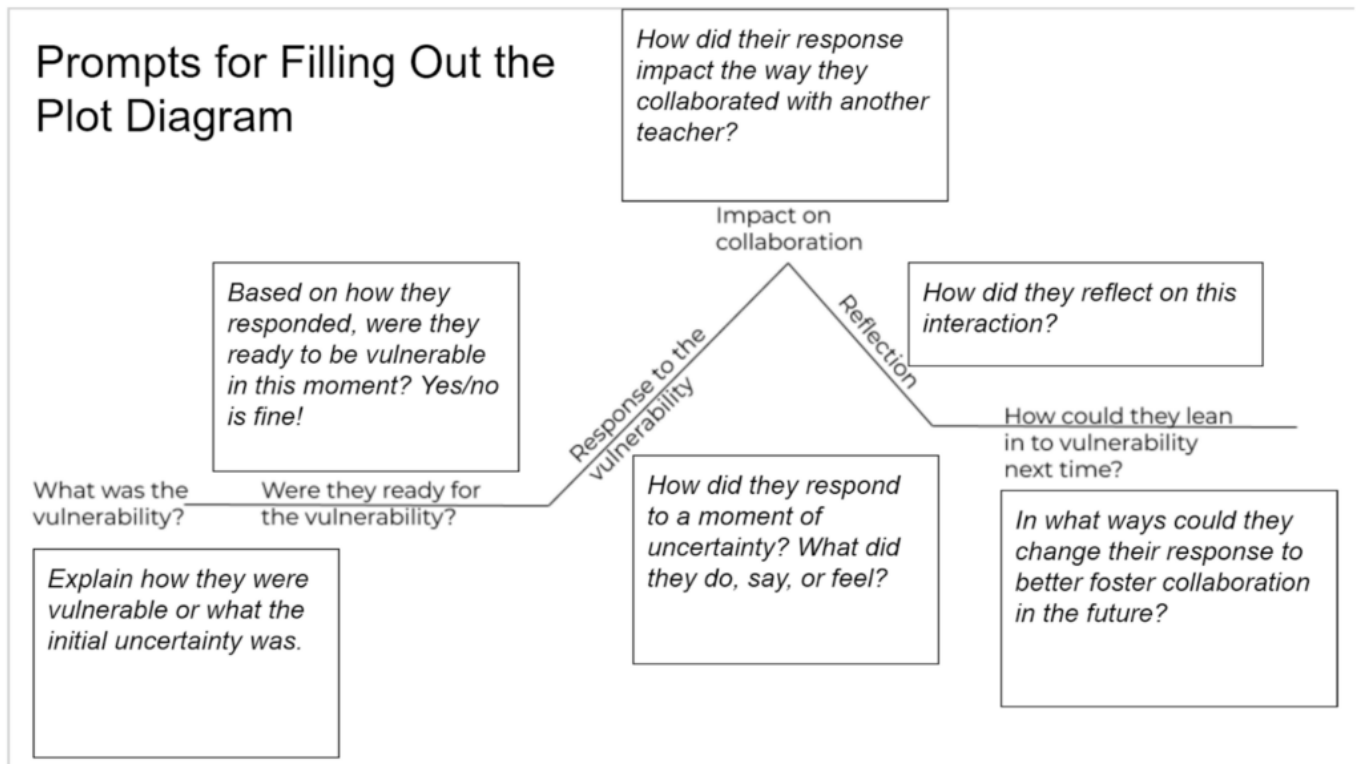 Prompts for Filling Out the
Plot Diagram
How did their response
impact the way they
collaborated with another
teacher?
Impact on
collaboration
Based on how they
responded, were they
ready to be vulnerable
in this moment? Yes/no
is fine!
How did they reflect on this
interaction?
Response to the
vulnerability
Reflection
How could they lean
in to vulnerability
next time?
What was the
vulnerability?
Were they ready for
the vulnerability?
How did they respond
to a moment of
uncertainty? What did
they do, say, or feel?
In what ways could they
change their response to
better foster collaboration
in the future?
Explain how they were
vulnerable or what the
initial uncertainty was.